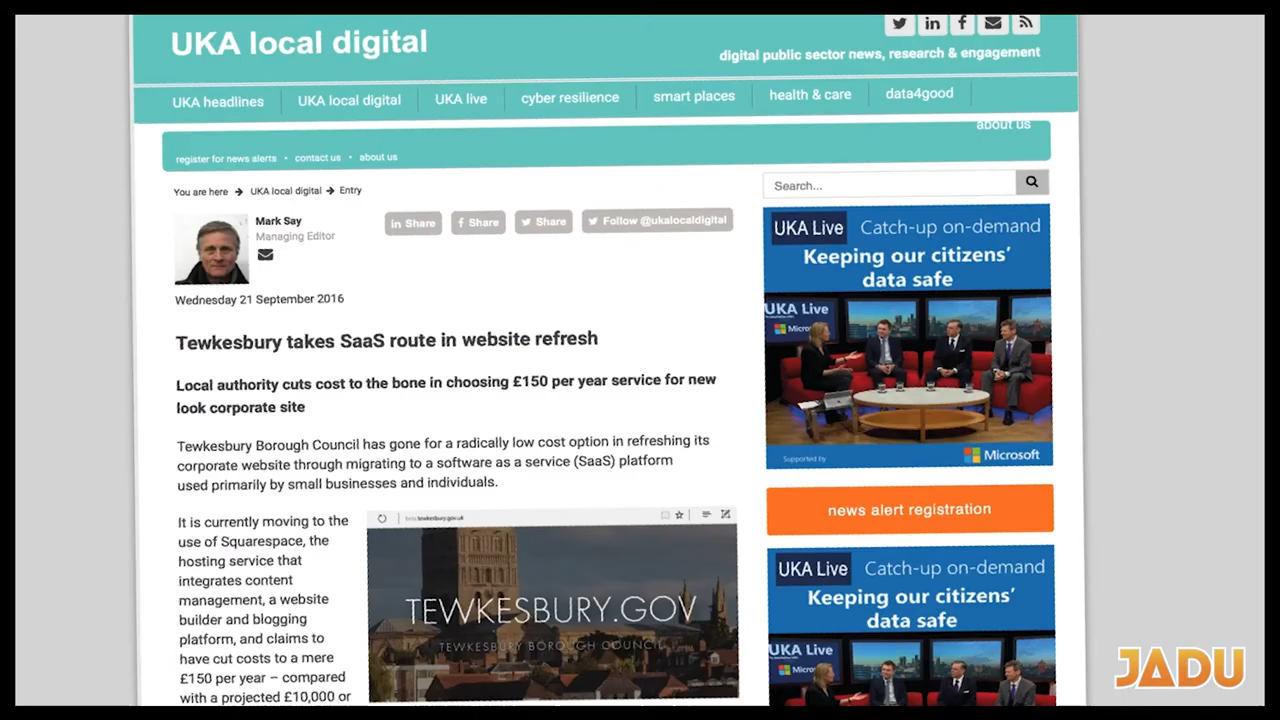 UKA local digital
digital public sector news, research & engagement
UKA headlines
UKA local digital
UKA live
cyber resilience
smart places
health & care
data4good
about us
register for news alerts • contact us • about us
You are here → UKA local digital → Entry
Search...
Mark Say
Managing Editor
in Share
f Share
Share
Follow @ukalocaldigital
Wednesday 21 September 2016
Tewkesbury takes SaaS route in website refresh
Local authority cuts cost to the bone in choosing £150 per year service for new
look corporate site
Tewkesbury Borough Council has gone for a radically low cost option in refreshing its
corporate website through migrating to a software as a service (SaaS) platform
used primarily by small businesses and individuals.
It is currently moving to the
use of Squarespace, the
hosting service that
integrates content
management, a website
builder and blogging
platform, and claims to
have cut costs to a mere
£150 per year – compared
with a projected £10,000 or
beta.tewkesbury.gov.uk
TEWKESBURY.GOV
TEWKESBURY BOROUGH COUNCIL
UKA Live
Catch-up on-demand
Keeping our citizens'
data safe
UKA Live
Supported by
Microsoft
news alert registration
UKA Live
Catch-up on-demand
Keeping our citizens'
data safe
UKA Live
JADU